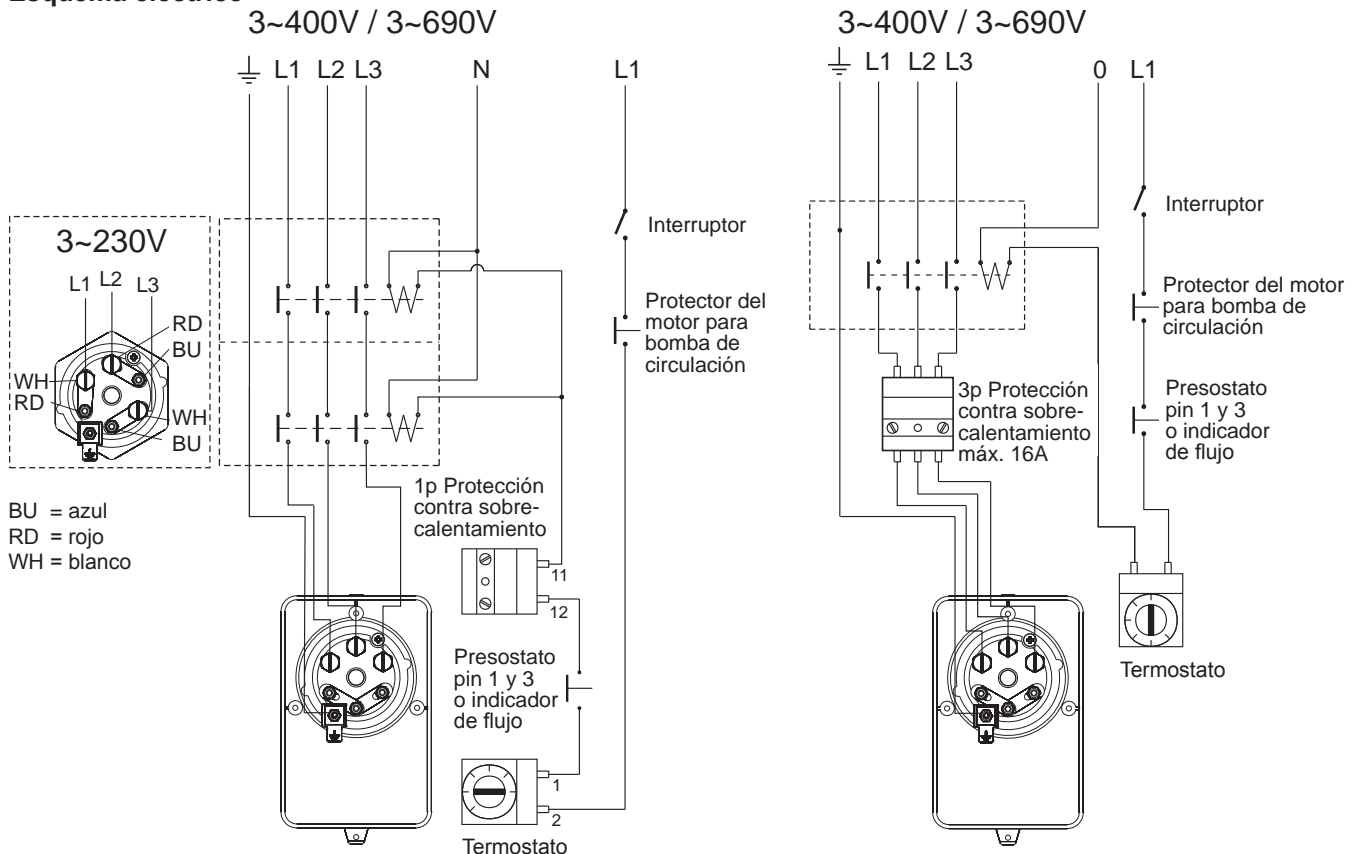 Esquema eléctrico
3~400V / 3~690V
L1 L2 L3 N L1
3~230V
L1 L2 L3
RD
BU
WH
RD
WH
BU
BU = azul
RD = rojo
WH = blanco
Interruptor
Protector del
motor para
bomba de
circulación
1p Protección
contra sobre-
calentamiento
11
12
Presostato
pin 1 y 3
o indicador
de flujo
1
2
Termostato
3~400V / 3~690V
L1 L2 L3 0 L1
Interruptor
Protector del motor
para bomba de
circulación
3p Protección
contra sobre-
calentamiento
máx. 16A
Presostato
pin 1 y 3
o indicador
de flujo
Termostato